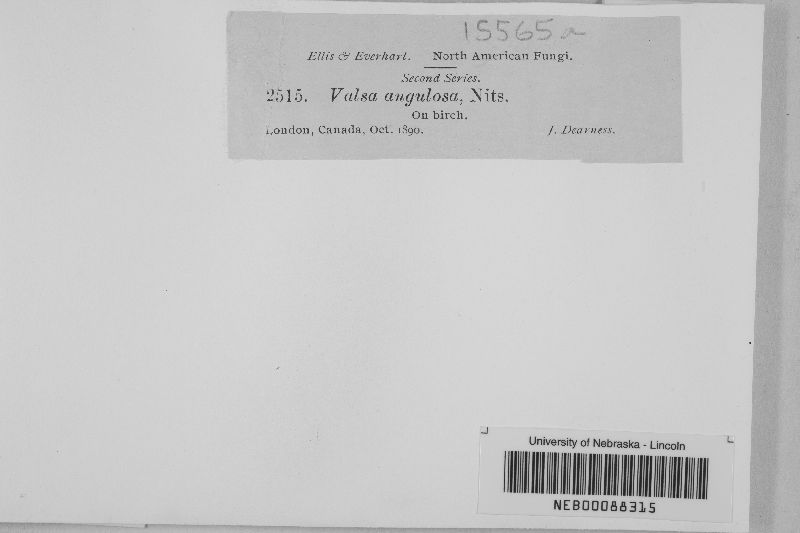 15565a
Ellis & Everhart. North American Fungi.
Second Series.
2515. Valsa angulosa, Nits.
On birch.
London, Canada, Oct. 1890. J. Dearness.
University of Nebraska - Lincoln
NEB00088315